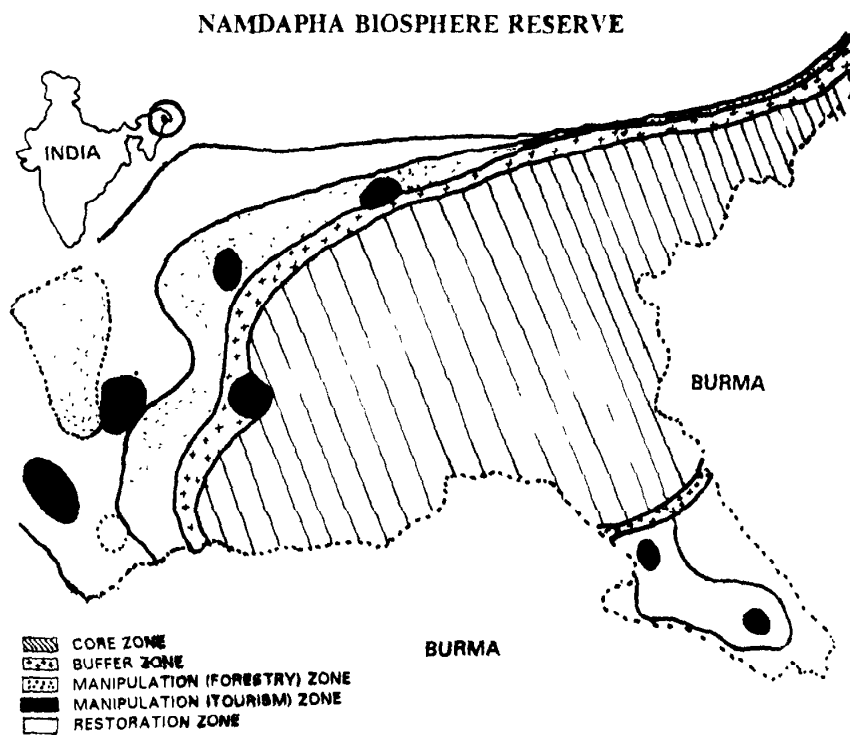 NAMDAPHA BIOSPHERE RESERVE
INDIA
BURMA
BURMA
CORE ZONE
BUFFER ZONE
MANIPULATION (FORESTRY) ZONE
MANIPULATION (TOURISM) ZONE
RESTORATION ZONE